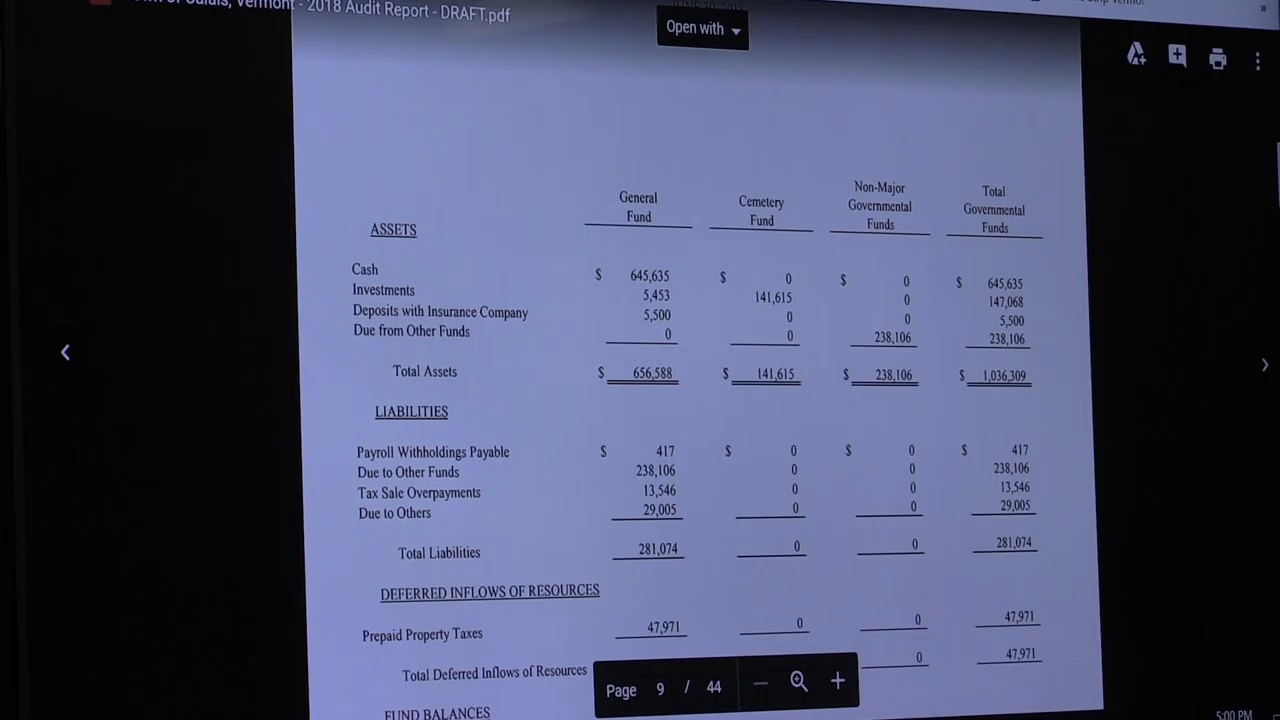 Vermont - 2018 Audit Report - DRAFT.pdf
Open with
General Fund Cemetery Fund Non-Major Governmental Funds Total Governmental Funds
ASSETS
Cash $ 645,635 $ 0 $ 0 $ 645,635
Investments 5,453 141,615 0 147,068
Deposits with Insurance Company 5,500 0 0 5,500
Due from Other Funds 0 0 238,106 238,106
Total Assets $ 656,588 $ 141,615 $ 238,106 $ 1,036,309
LIABILITIES
Payroll Withholdings Payable $ 417 $ 0 $ 0 $ 417
Due to Other Funds 238,106 0 0 238,106
Tax Sale Overpayments 13,546 0 0 13,546
Due to Others 29,005 0 0 29,005
Total Liabilities 281,074 0 0 281,074
DEFERRED INFLOWS OF RESOURCES
Prepaid Property Taxes 47,971 0 0 47,971
Total Deferred Inflows of Resources 0 47,971
Page 9 / 44
FUND BALANCES
5:00 PM